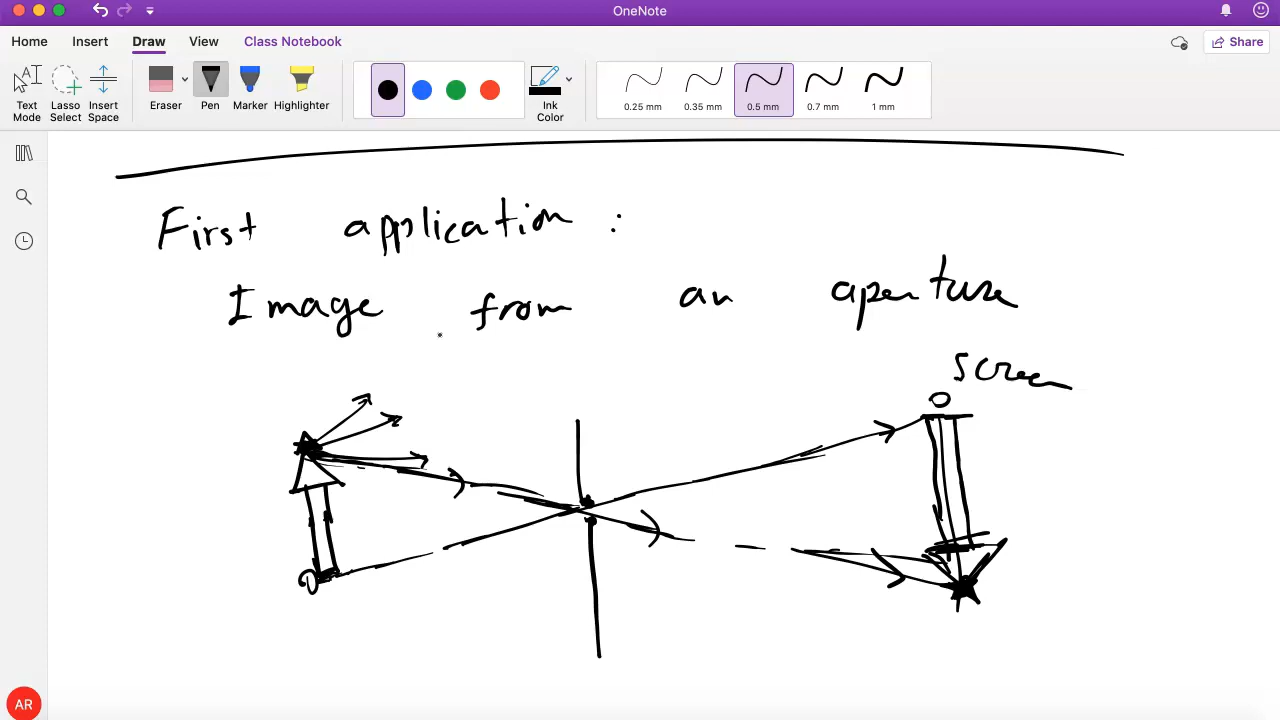 OneNote
Home Insert Draw View Class Notebook Share
Text Mode Lasso Select Insert Space Eraser Pen Marker Highlighter Ink Color 0.25 mm 0.35 mm 0.5 mm 0.7 mm 1 mm
First application :
Image from an aperture
screen
AR